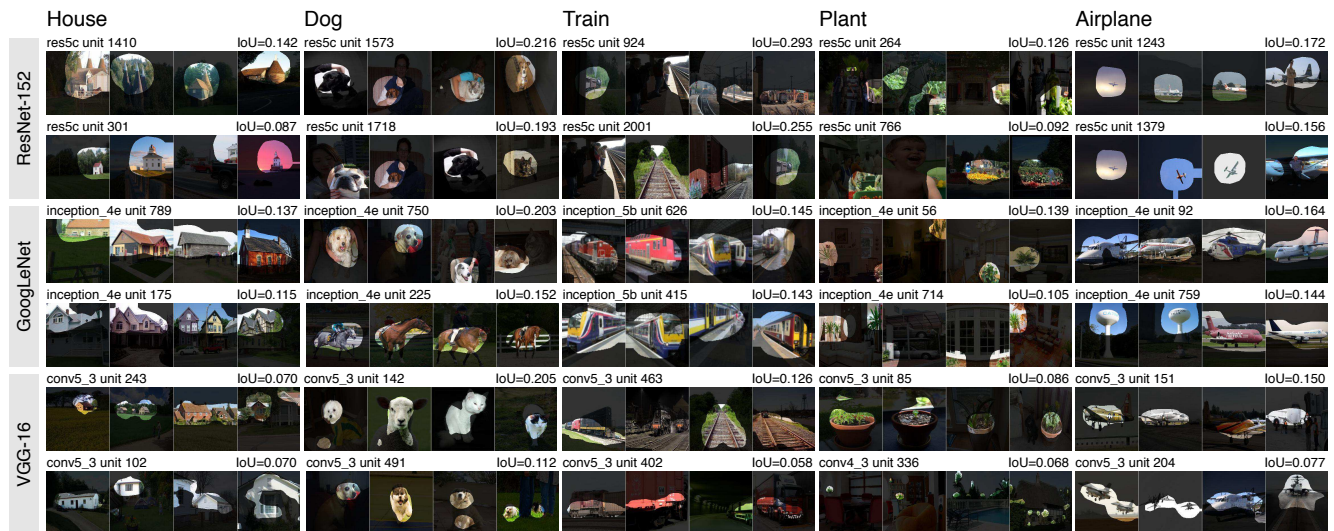 House Dog Train Plant Airplane
ResNet-152
res5c unit 1410 IoU=0.142 res5c unit 1573 IoU=0.216 res5c unit 924 IoU=0.293 res5c unit 264 IoU=0.126 res5c unit 1243 IoU=0.172
res5c unit 301 IoU=0.087 res5c unit 1718 IoU=0.193 res5c unit 2001 IoU=0.255 res5c unit 766 IoU=0.092 res5c unit 1379 IoU=0.156
GoogLeNet
inception_4e unit 789 IoU=0.137 inception_4e unit 750 IoU=0.203 inception_5b unit 626 IoU=0.145 inception_4e unit 56 IoU=0.139 inception_4e unit 92 IoU=0.164
inception_4e unit 175 IoU=0.115 inception_4e unit 225 IoU=0.152 inception_5b unit 415 IoU=0.143 inception_4e unit 714 IoU=0.105 inception_4e unit 759 IoU=0.144
VGG-16
conv5_3 unit 243 IoU=0.070 conv5_3 unit 142 IoU=0.205 conv5_3 unit 463 IoU=0.126 conv5_3 unit 85 IoU=0.086 conv5_3 unit 151 IoU=0.150
conv5_3 unit 102 IoU=0.070 conv5_3 unit 491 IoU=0.112 conv5_3 unit 402 IoU=0.058 conv4_3 unit 336 IoU=0.068 conv5_3 unit 204 IoU=0.077